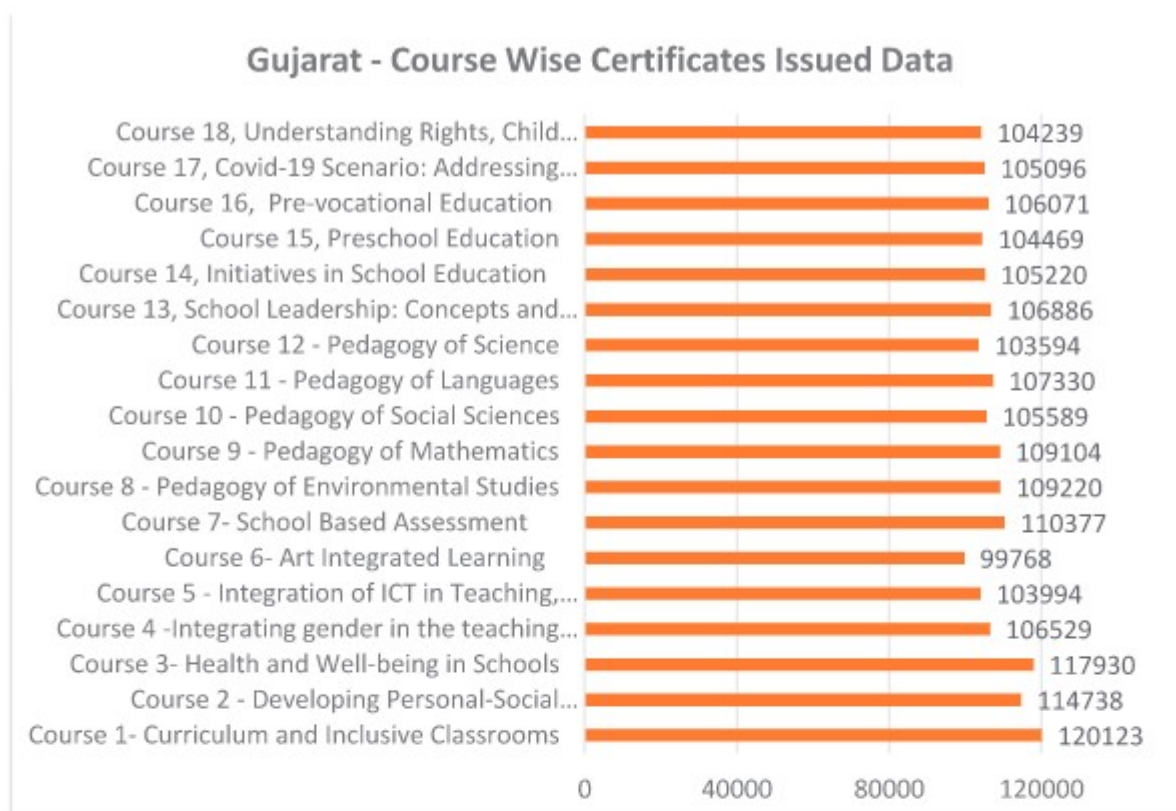 Gujarat - Course Wise Certificates Issued Data
Course 18, Understanding Rights, Child... 104239
Course 17, Covid-19 Scenario: Addressing... 105096
Course 16,  Pre-vocational Education 106071
Course 15, Preschool Education 104469
Course 14, Initiatives in School Education 105220
Course 13, School Leadership: Concepts and... 106886
Course 12 - Pedagogy of Science 103594
Course 11 - Pedagogy of Languages 107330
Course 10 - Pedagogy of Social Sciences 105589
Course 9 - Pedagogy of Mathematics 109104
Course 8 - Pedagogy of Environmental Studies 109220
Course 7- School Based Assessment 110377
Course 6- Art Integrated Learning 99768
Course 5 - Integration of ICT in Teaching,... 103994
Course 4 -Integrating gender in the teaching... 106529
Course 3- Health and Well-being in Schools 117930
Course 2 - Developing Personal-Social... 114738
Course 1- Curriculum and Inclusive Classrooms 120123
0 40000 80000 120000